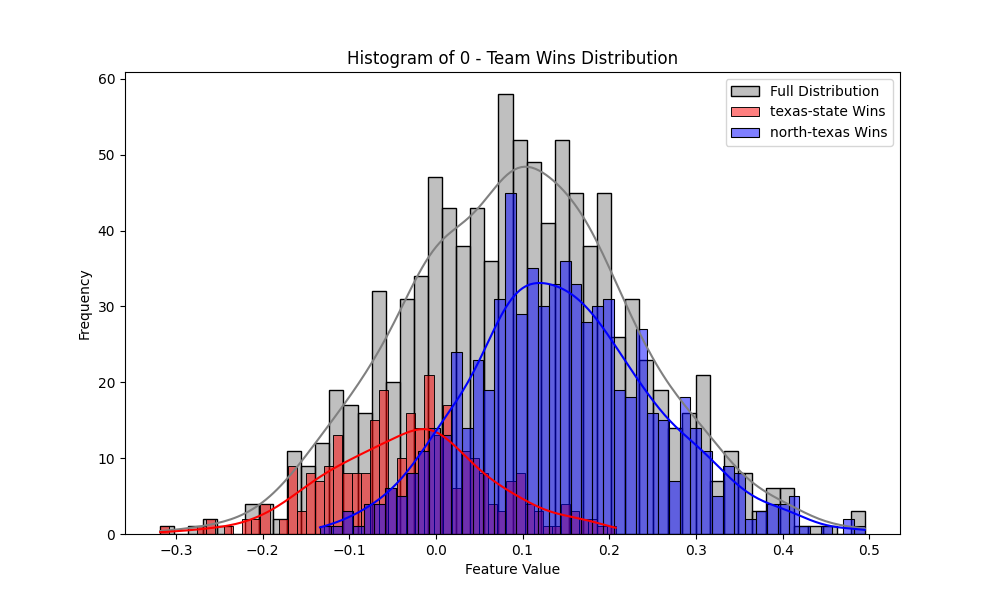 Histogram of 0 - Team Wins Distribution
Full Distribution
texas-state Wins
north-texas Wins
Frequency
60
50
40
30
20
10
0
−0.3
−0.2
−0.1
0.0
0.1
0.2
0.3
0.4
0.5
Feature Value